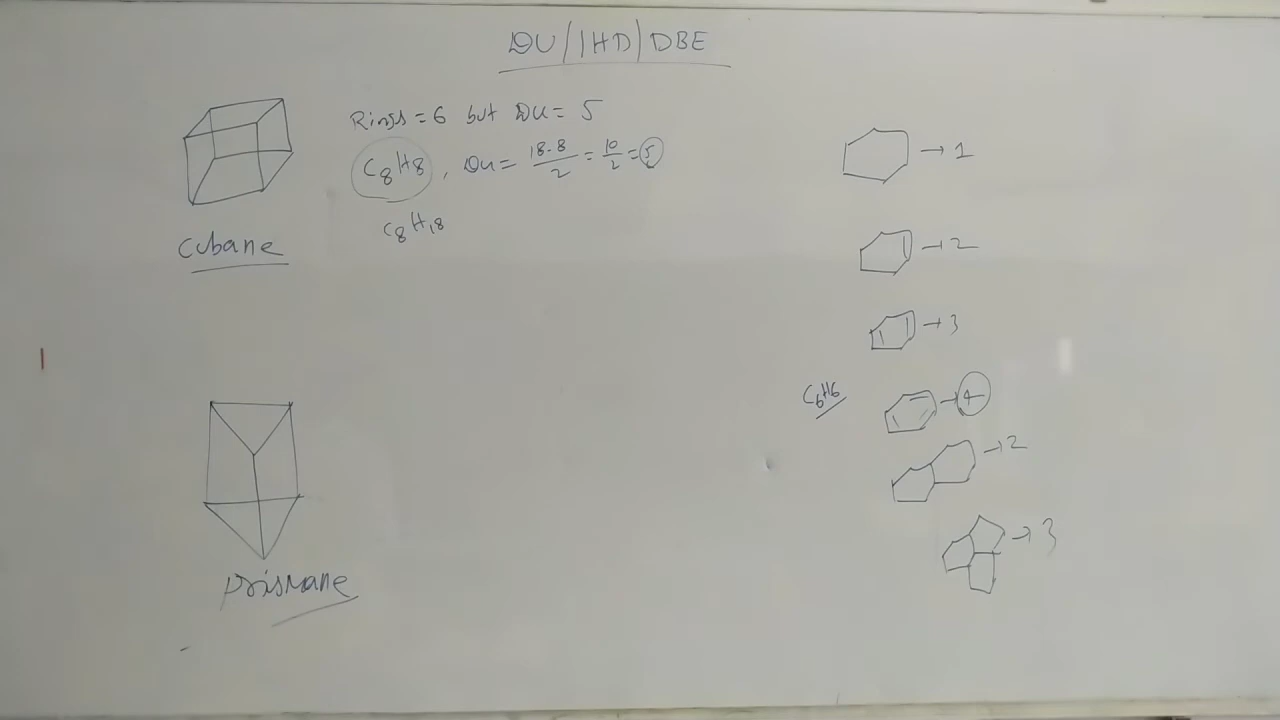 DU/IHD/DBE
Rings = 6 but DU = 5
C8H8, DU = 18-8/2 = 10/2 = 5
C8H18
Cubane
→ 1
→ 2
→ 3
C6H6 → 4
→ 2
→ 3
Prismane